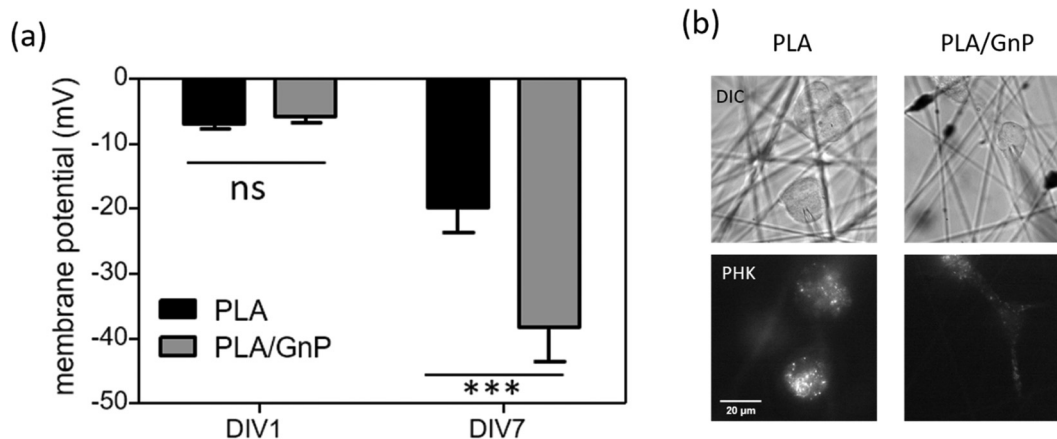 (a)
membrane potential (mV)
0
-10
-20
-30
-40
-50
ns
***
PLA
PLA/GnP
DIV1
DIV7
(b)
PLA
PLA/GnP
DIC
PHK
20 µm